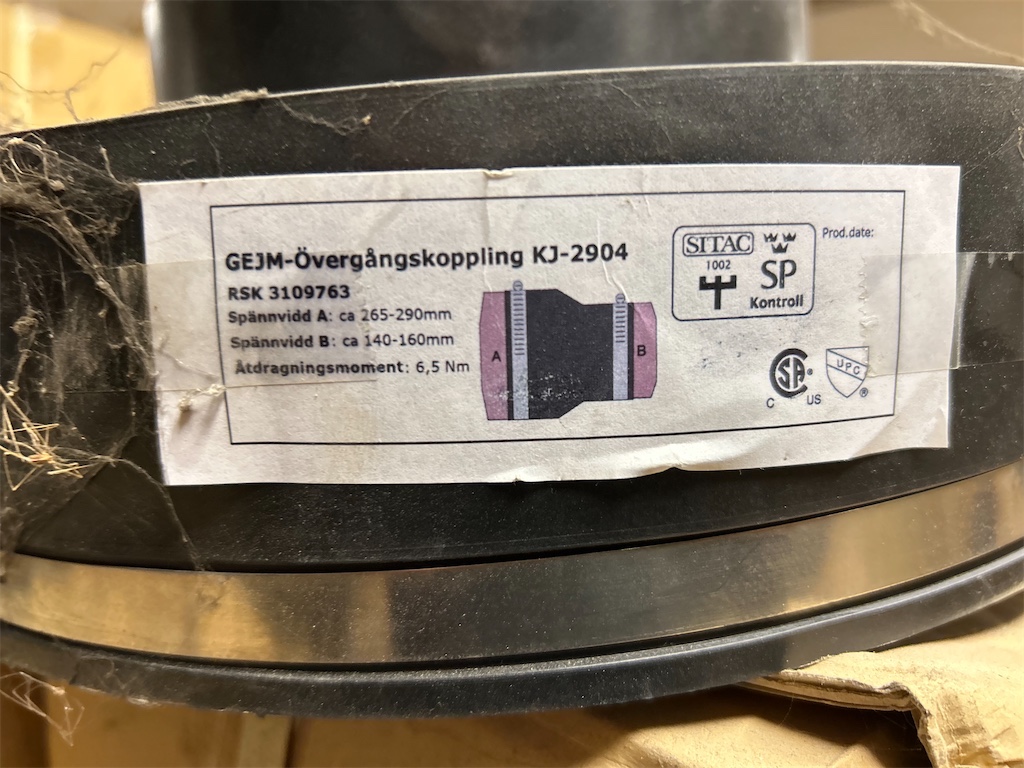 GEJM-Övergångskoppling KJ-2904
RSK 3109763
Spännvidd A: ca 265-290mm
Spännvidd B: ca 140-160mm
Åtdragningsmoment: 6,5 Nm
A
B
SITAC
1002
SP
Kontroll
Prod.date:
CSA®
C US
UPC®